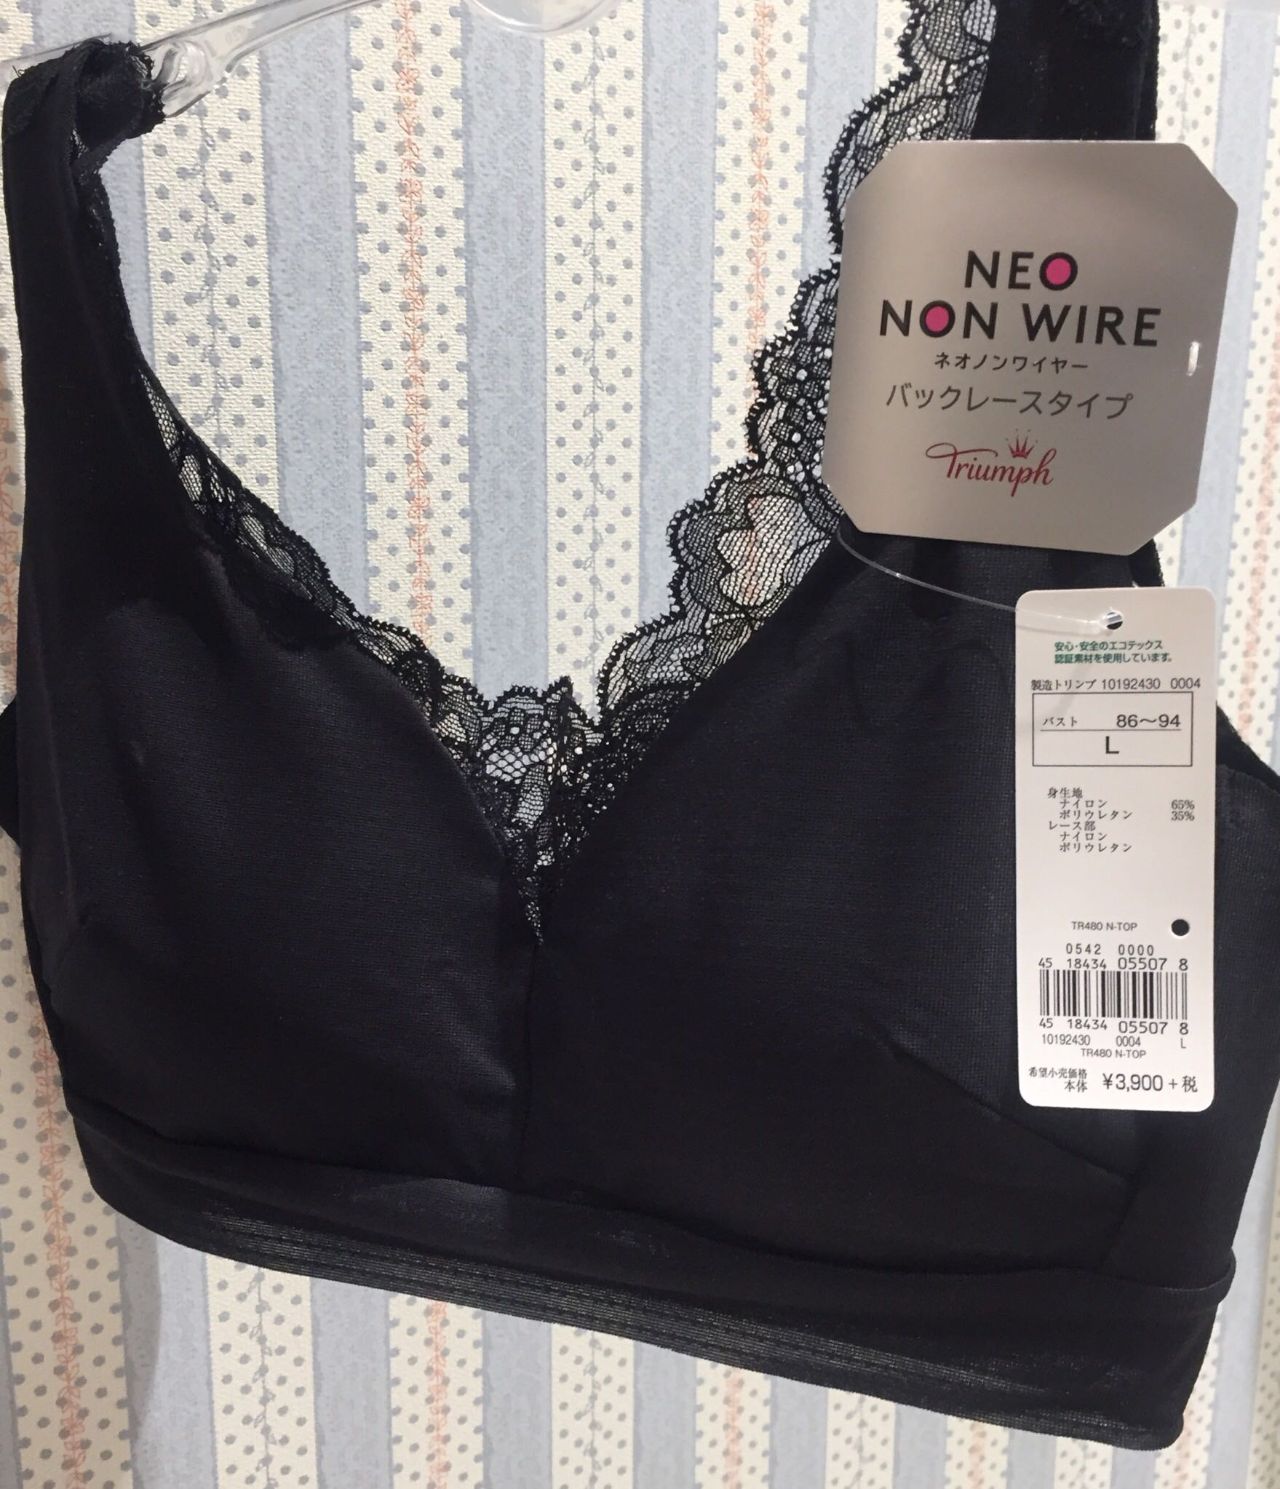 NEO
NON WIRE
ネオノンワイヤー
バックレースタイプ
Triumph
安心・安全のエコテックス
認証素材を使用しています。
製造トリンプ 10192430 0004
バスト 86～94
L
身生地
ナイロン 65%
ポリウレタン 35%
レース部
ナイロン
ポリウレタン
TR480 N-TOP
0542 0000
45 18434 05507 8
45 18434 05507 8
10192430 0004 L
TR480 N-TOP
希望小売価格
本体 ¥3,900+税